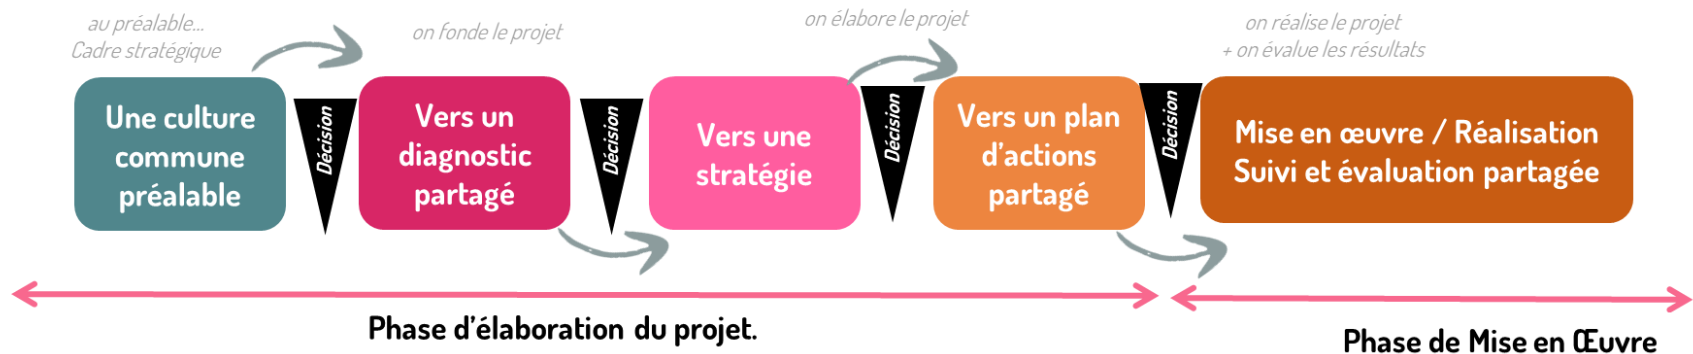 au préalable...
Cadre stratégique
on fonde le projet
on élabore le projet
on réalise le projet
+ on évalue les résultats
Une culture
commune
préalable
Décision
Vers un
diagnostic
partagé
Décision
Vers une
stratégie
Décision
Vers un plan
d'actions
partagé
Décision
Mise en œuvre / Réalisation
Suivi et évaluation partagée
Phase d'élaboration du projet.
Phase de Mise en Œuvre